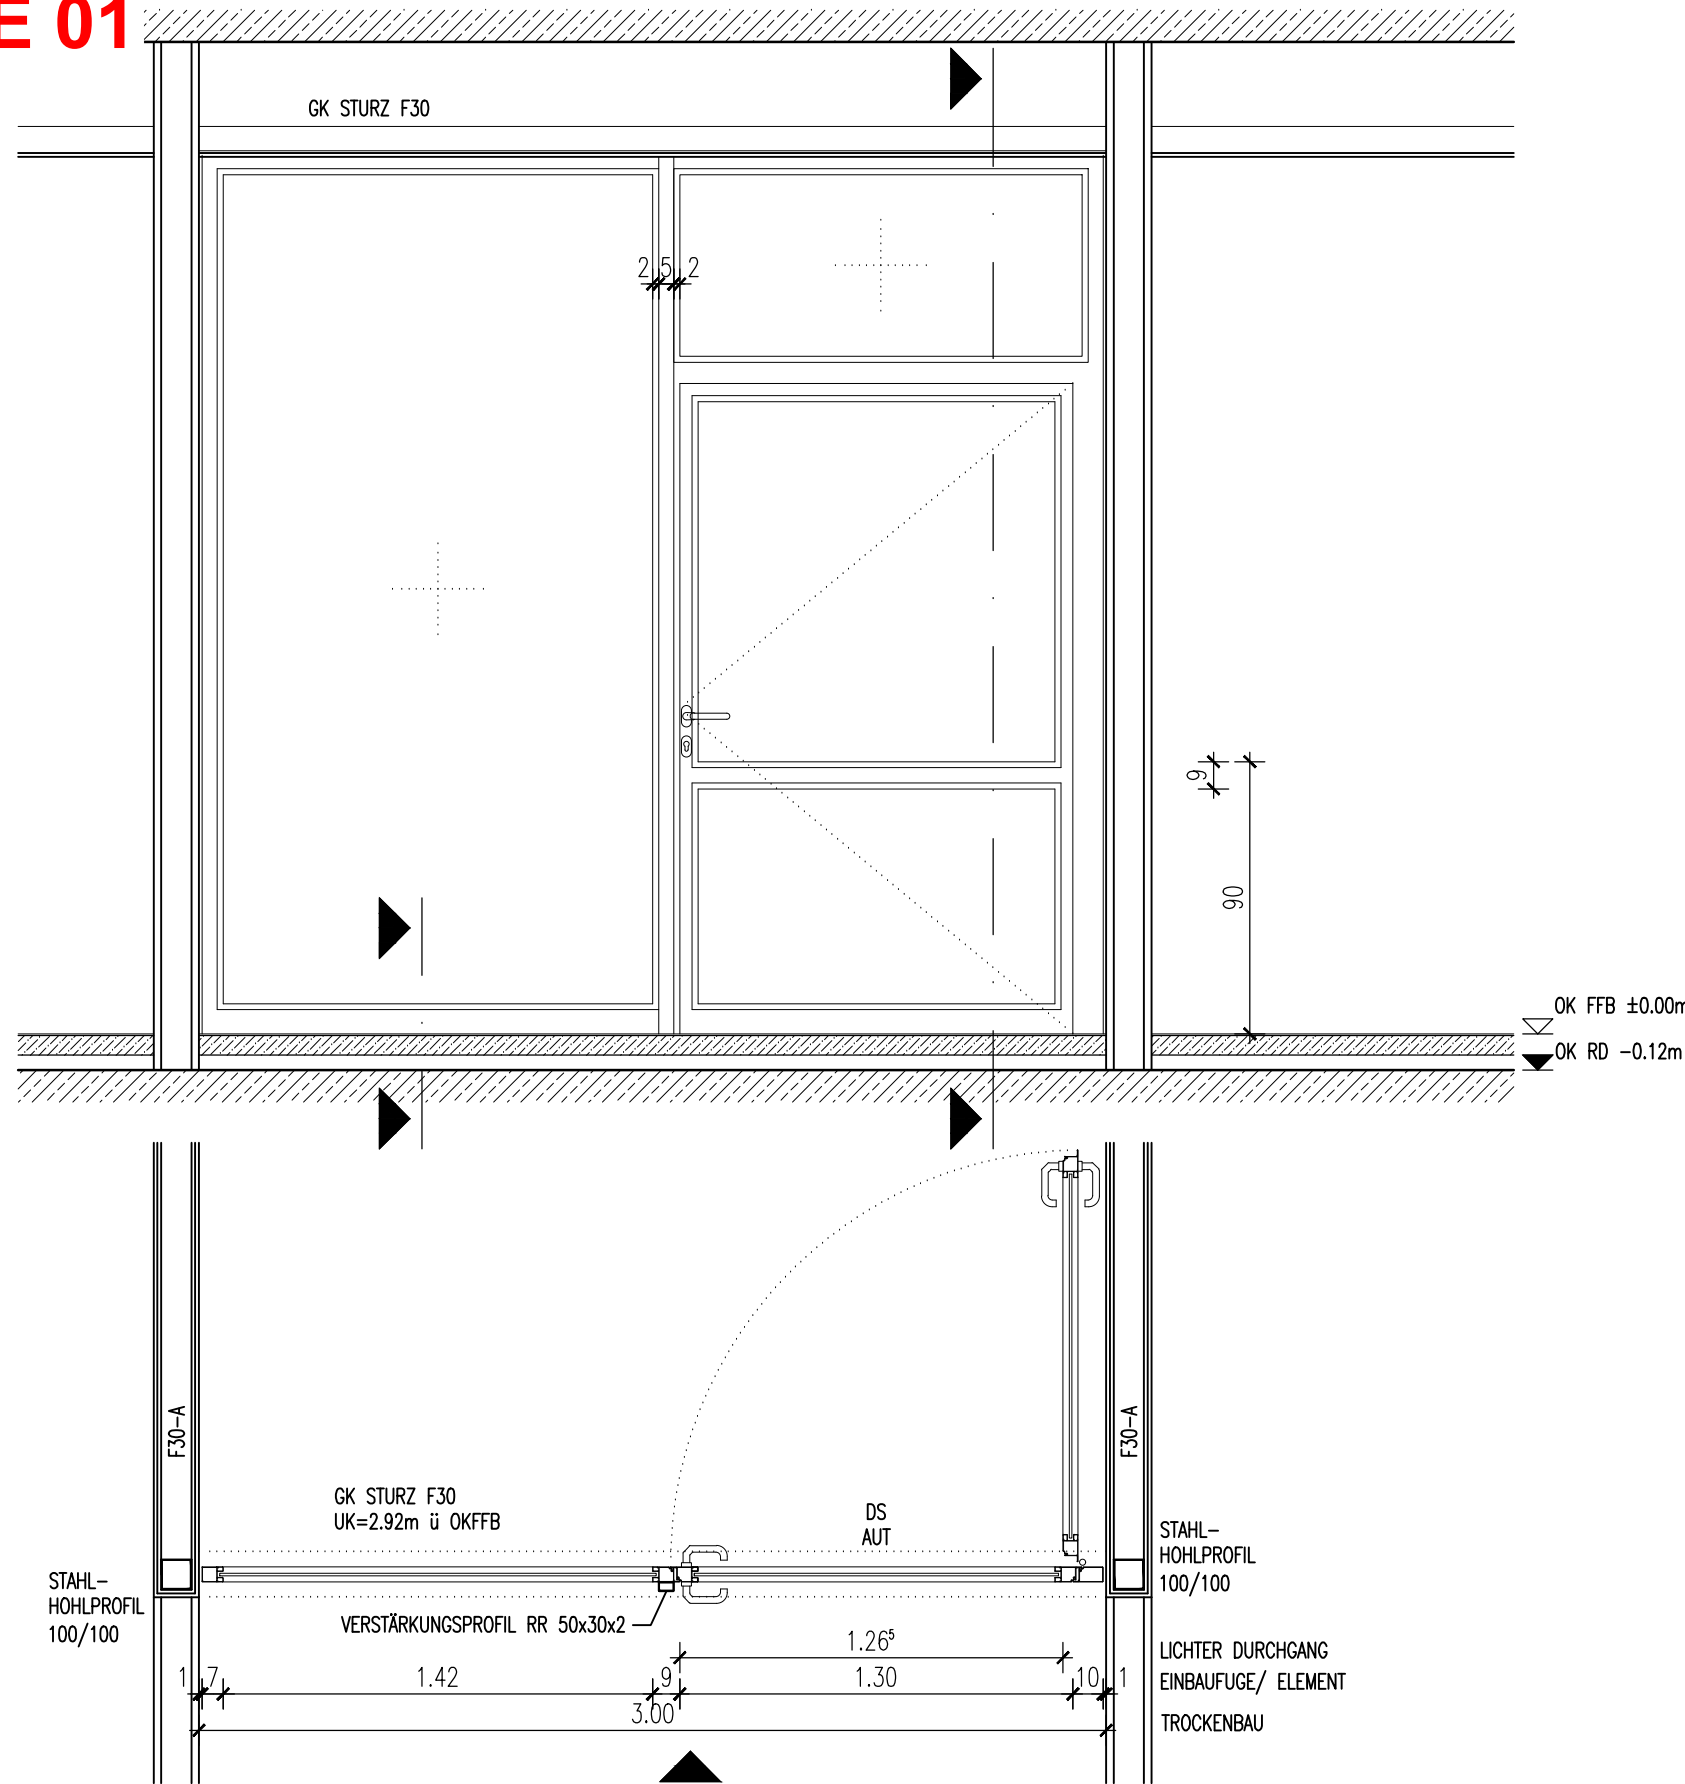 E 01
GK STURZ F30
2 5 2
9
90
OK FFB ±0.00m
OK RD -0.12m
F30-A
F30-A
GK STURZ F30
UK=2.92m ü OKFFB
DS
AUT
STAHL-
HOHLPROFIL
100/100
STAHL-
HOHLPROFIL
100/100
VERSTÄRKUNGSPROFIL RR 50x30x2
1.26⁵
LICHTER DURCHGANG
1 7 1.42 9 1.30 10 1
EINBAUFUGE/ ELEMENT
3.00
TROCKENBAU